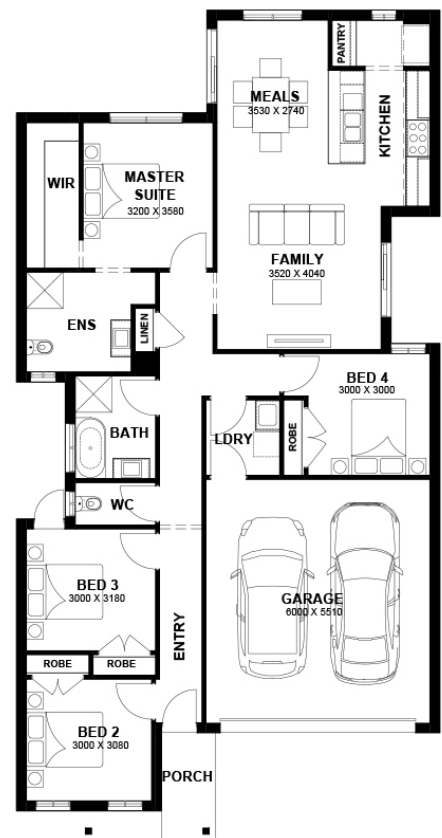 PANTRY
MEALS
3530 X 2740
KITCHEN
WIR
MASTER
SUITE
3200 X 3580
FAMILY
3520 X 4040
ENS
LINEN
BED 4
3000 X 3000
BATH
LDRY
ROBE
WC
BED 3
3000 X 3180
GARAGE
6000 X 5510
ENTRY
ROBE
ROBE
BED 2
3000 X 3080
PORCH